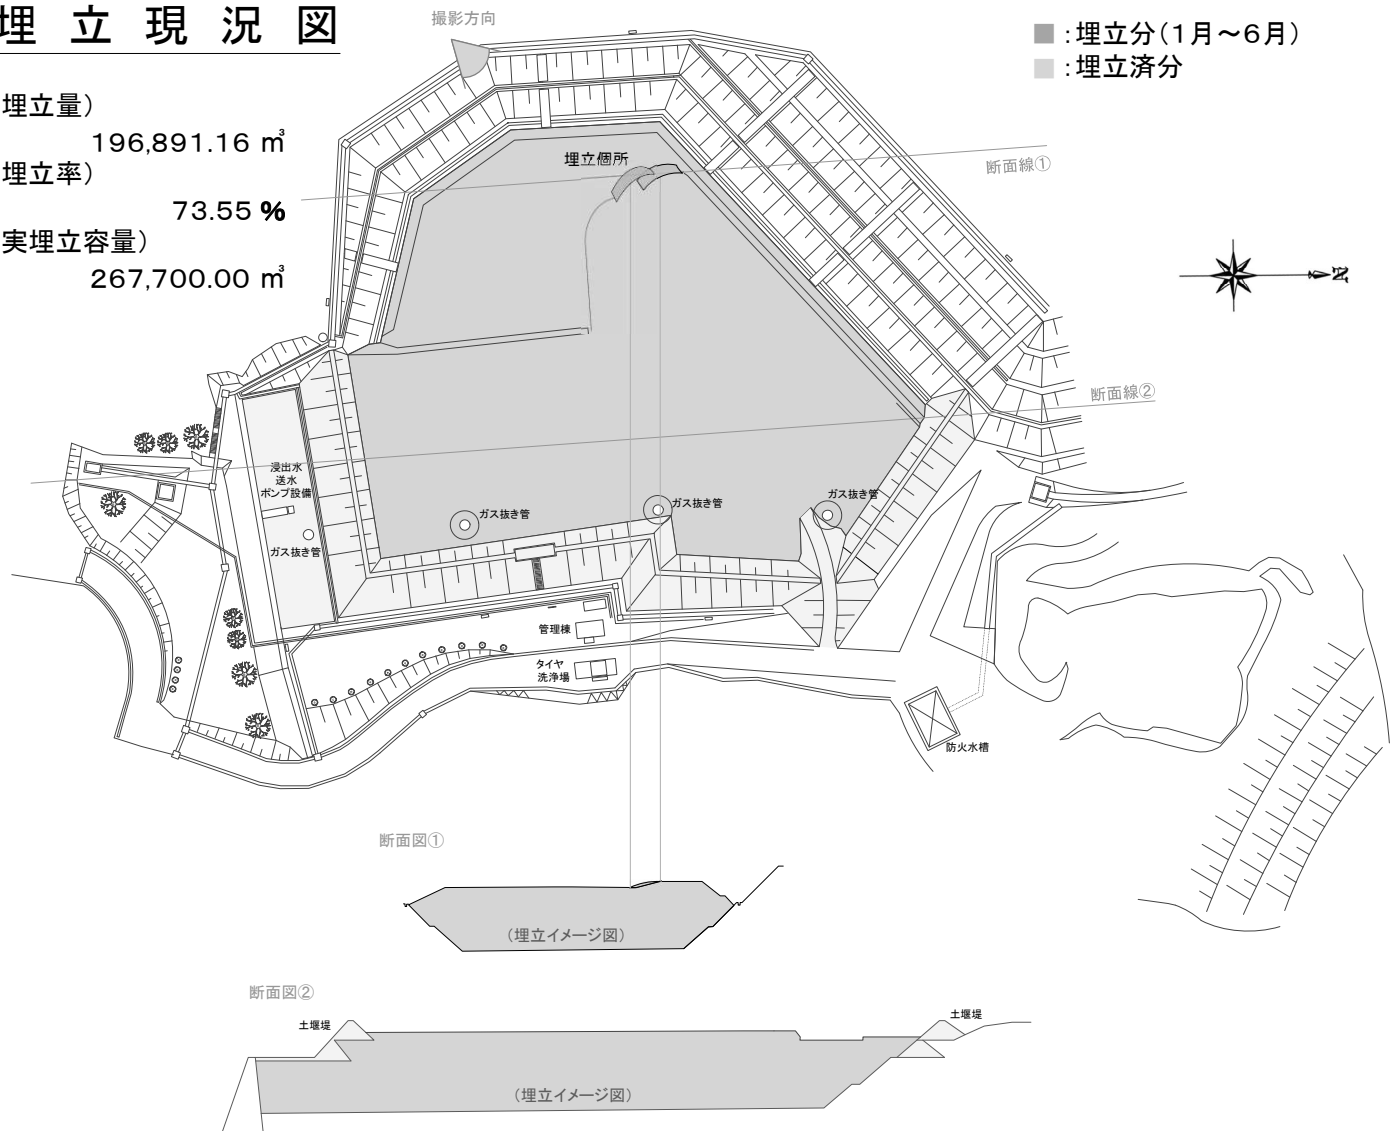 埋立現況図
撮影方向
■：埋立分（1月～6月）
■：埋立済分
埋立量）
196,891.16 ㎥
埋立率）
73.55 %
実埋立容量）
267,700.00 ㎥
埋立個所
断面線①
N
断面線②
浸出水
送水
ポンプ設備
ガス抜き管
ガス抜き管
ガス抜き管
ガス抜き管
管理棟
タイヤ
洗浄場
防火水槽
断面図①
（埋立イメージ図）
断面図②
土堰堤
土堰堤
（埋立イメージ図）